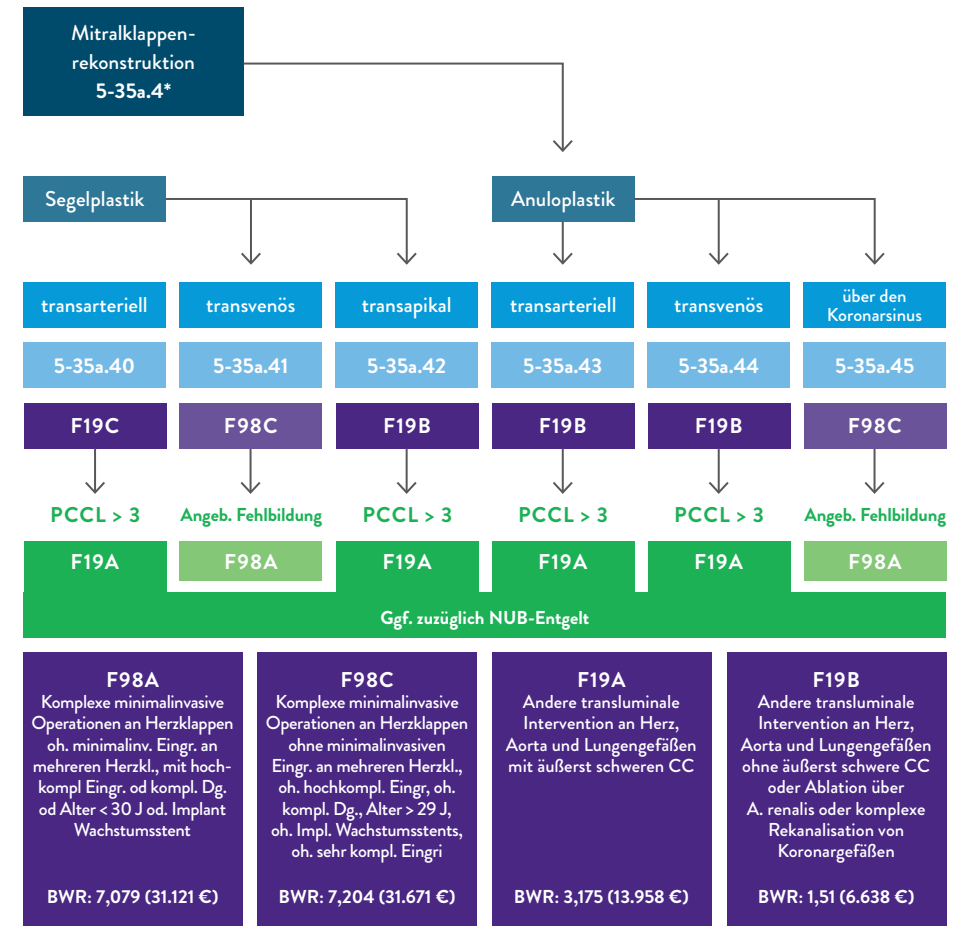 Mitralklappen-
rekonstruktion
5-35a.4*
Segelplastik
Anuloplastik
transarteriell
transvenös
transapikal
transarteriell
transvenös
über den
Koronarsinus
5-35a.40
5-35a.41
5-35a.42
5-35a.43
5-35a.44
5-35a.45
F19C
F98C
F19B
F19B
F19B
F98C
PCCL > 3
Angeb. Fehlbildung
PCCL > 3
PCCL > 3
PCCL > 3
Angeb. Fehlbildung
F19A
F98A
F19A
F19A
F19A
F98A
Ggf. zuzüglich NUB-Entgelt
F98A
Komplexe minimalinvasive
Operationen an Herzklappen
oh. minimalinv. Eingr. an
mehreren Herzkl., mit hoch-
kompl Eingr. od kompl. Dg.
od Alter < 30 J od. Implant
Wachstumsstent
BWR: 7,079 (31.121 €)
F98C
Komplexe minimalinvasive
Operationen an Herzklappen
ohne minimalinvasiven
Eingr. an mehreren Herzkl.,
oh. hochkompl. Eingr, oh.
kompl. Dg., Alter > 29 J,
oh. Impl. Wachstumsstents,
oh. sehr kompl. Eingri
BWR: 7,204 (31.671 €)
F19A
Andere transluminale
Intervention an Herz,
Aorta und Lungengefäßen
mit äußerst schweren CC
BWR: 3,175 (13.958 €)
F19B
Andere transluminale
Intervention an Herz,
Aorta und Lungengefäßen
ohne äußerst schwere CC
oder Ablation über
A. renalis oder komplexe
Rekanalisation von
Koronargefäßen
BWR: 1,51 (6.638 €)